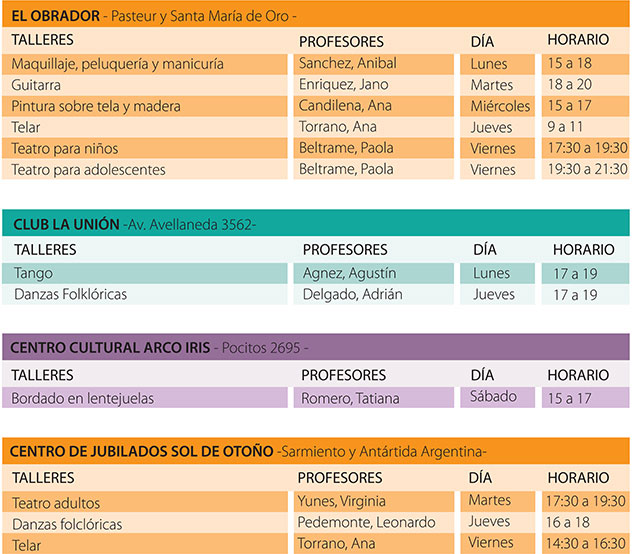 EL OBRADOR - Pasteur y Santa María de Oro -
TALLERES PROFESORES DÍA HORARIO
Maquillaje, peluquería y manicuría Sanchez, Anibal Lunes 15 a 18
Guitarra Enriquez, Jano Martes 18 a 20
Pintura sobre tela y madera Candilena, Ana Miércoles 15 a 17
Telar Torrano, Ana Jueves 9 a 11
Teatro para niños Beltrame, Paola Viernes 17:30 a 19:30
Teatro para adolescentes Beltrame, Paola Viernes 19:30 a 21:30
CLUB LA UNIÓN -Av. Avellaneda 3562-
TALLERES PROFESORES DÍA HORARIO
Tango Agnez, Agustín Lunes 17 a 19
Danzas Folklóricas Delgado, Adrián Jueves 17 a 19
CENTRO CULTURAL ARCO IRIS - Pocitos 2695 -
TALLERES PROFESORES DÍA HORARIO
Bordado en lentejuelas Romero, Tatiana Sábado 15 a 17
CENTRO DE JUBILADOS SOL DE OTOÑO -Sarmiento y Antártida Argentina-
TALLERES PROFESORES DÍA HORARIO
Teatro adultos Yunes, Virginia Martes 17:30 a 19:30
Danzas folclóricas Pedemonte, Leonardo Jueves 16 a 18
Telar Torrano, Ana Viernes 14:30 a 16:30